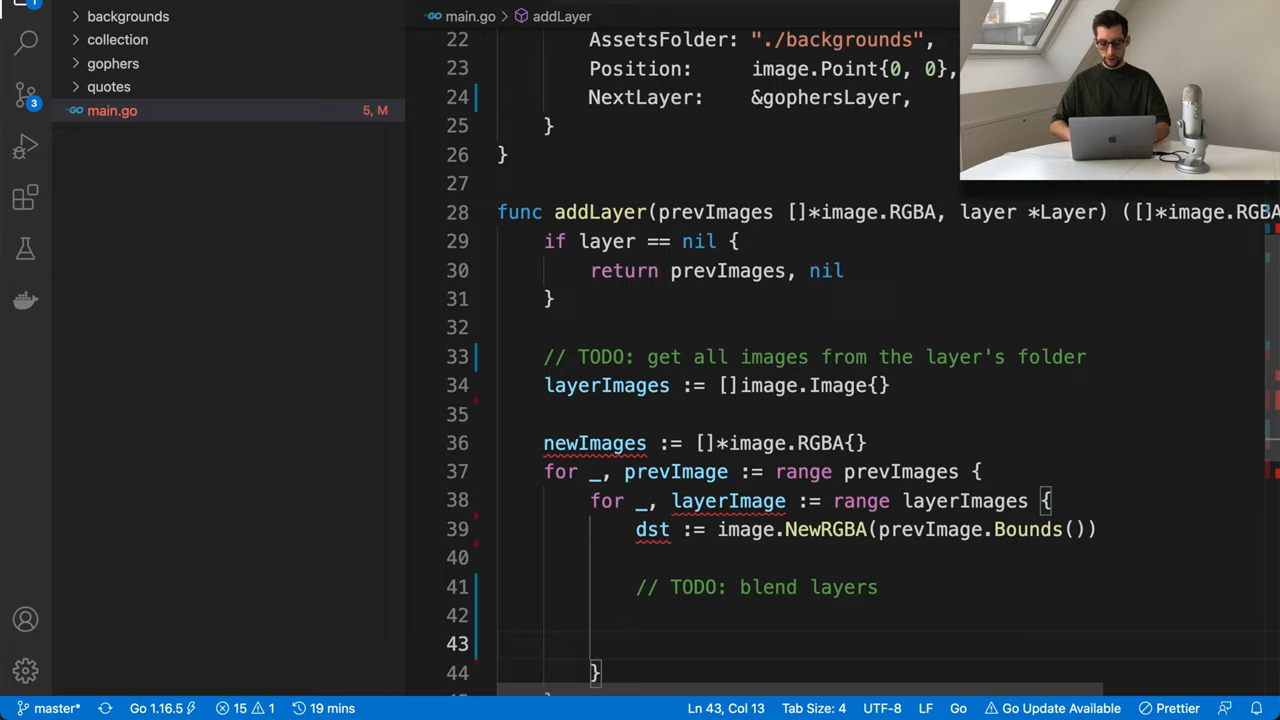 1
backgrounds
collection
gophers
quotes
main.go 5, M
3
main.go > addLayer
22 AssetsFolder: "./backgrounds",
23 Position: image.Point{0, 0},
24 NextLayer: &gophersLayer,
25 }
26 }
27
28 func addLayer(prevImages []*image.RGBA, layer *Layer) ([]*image.RGBA
29 if layer == nil {
30 return prevImages, nil
31 }
32
33 // TODO: get all images from the layer's folder
34 layerImages := []image.Image{}
35
36 newImages := []*image.RGBA{}
37 for _, prevImage := range prevImages {
38 for _, layerImage := range layerImages {
39 dst := image.NewRGBA(prevImage.Bounds())
40
41 // TODO: blend layers
42
43
44 }
master* Go 1.16.5 15 1 19 mins Ln 43, Col 13 Tab Size: 4 UTF-8 LF Go Go Update Available Prettier